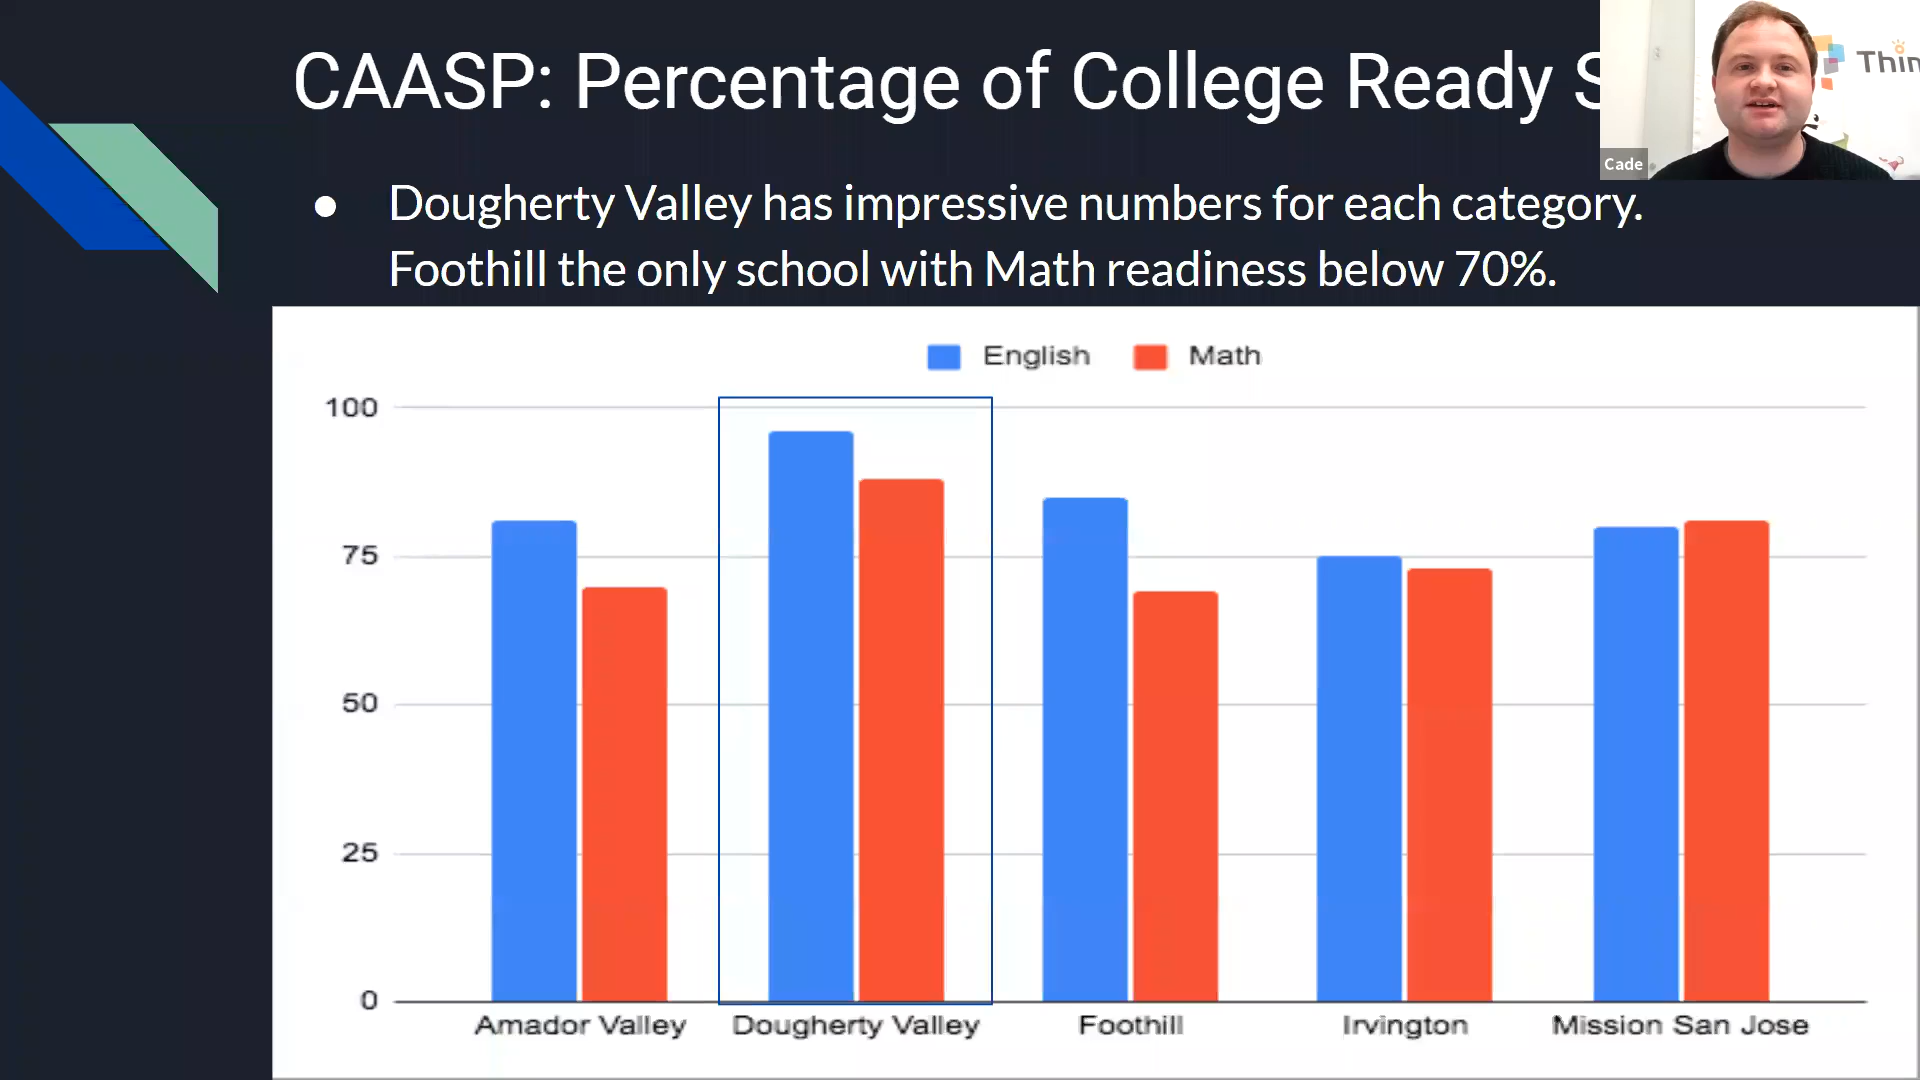 CAASP: Percentage of College Ready
Cade
• Dougherty Valley has impressive numbers for each category.
Foothill the only school with Math readiness below 70%.
English Math
100
75
50
25
0
Amador Valley Dougherty Valley Foothill Irvington Mission San Jose